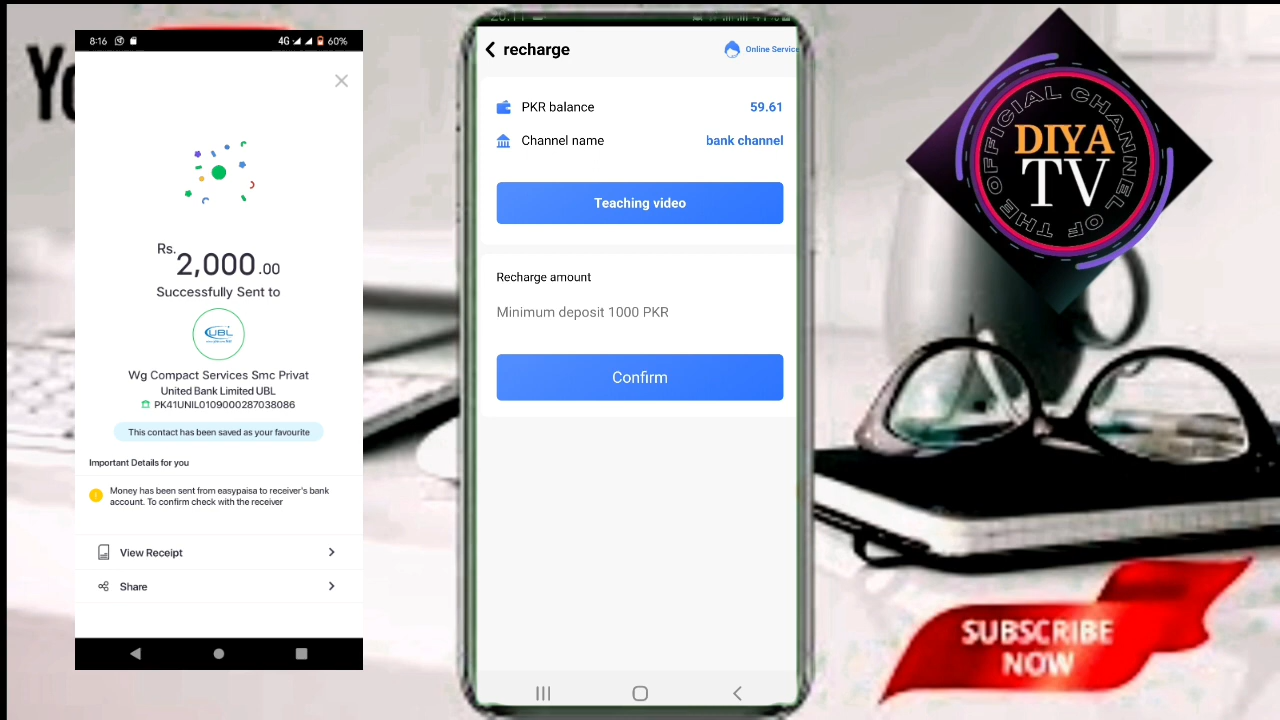 Yo
8:16
4G
60%
Rs.
2,000.00
Successfully Sent to
UBL
Wg Compact Services Smc Privat
United Bank Limited UBL
PK41UNIL0109000287038086
This contact has been saved as your favourite
Important Details for you
Money has been sent from easypaisa to receiver's bank
account. To confirm check with the receiver
View Receipt
Share
recharge
Online Service
PKR balance
59.61
Channel name
bank channel
Teaching video
Recharge amount
Minimum deposit 1000 PKR
Confirm
THE OFFICIAL CHANNEL OF
DIYA
TV
SUBSCRIBE
NOW